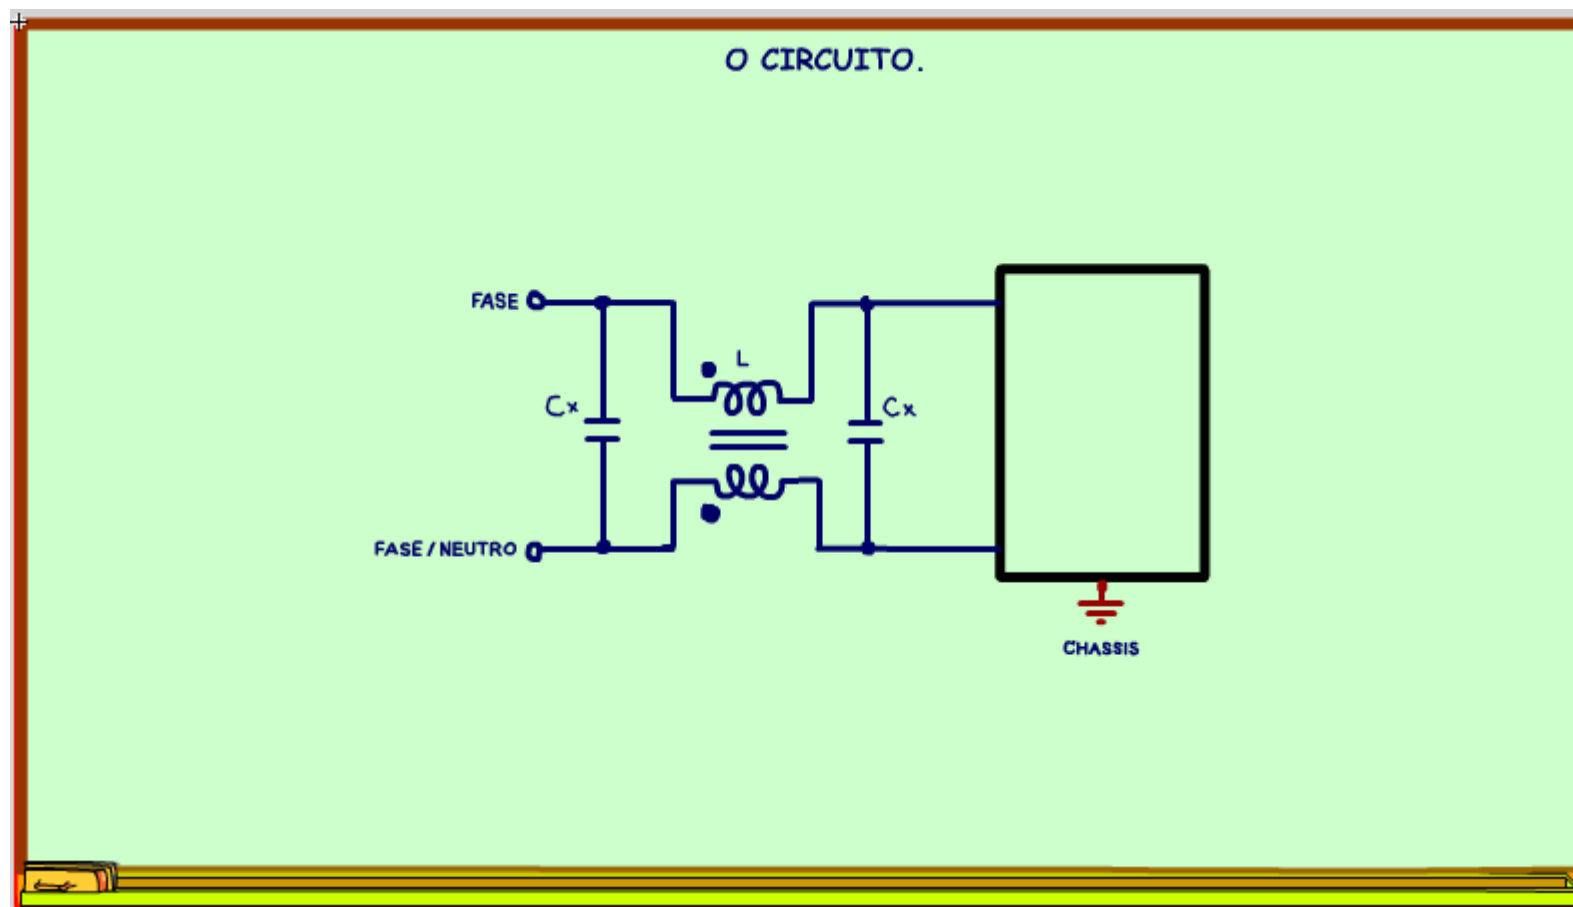 O CIRCUITO.
FASE
L
Cx
Cx
FASE / NEUTRO
CHASSIS